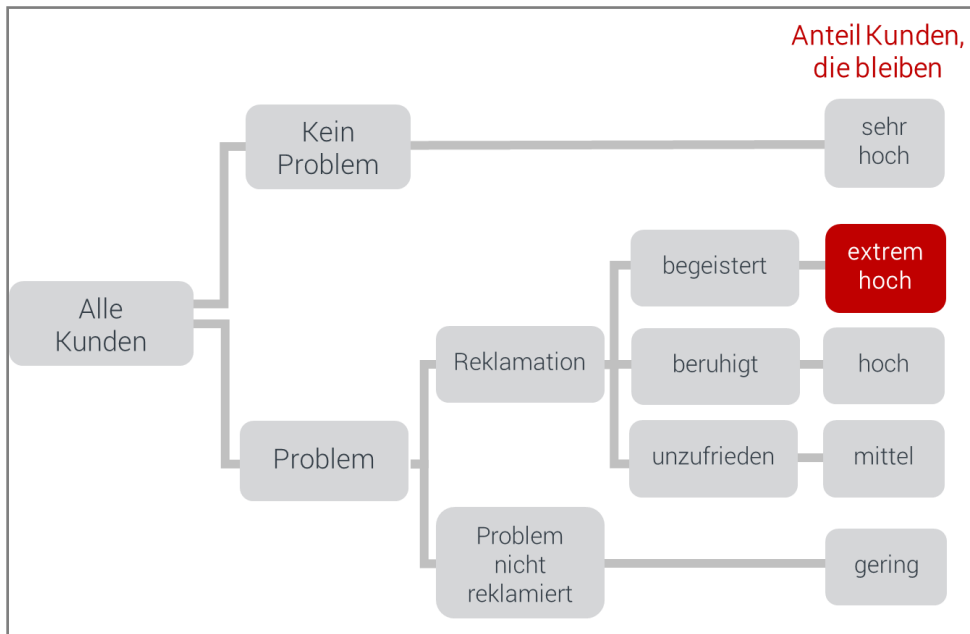 Anteil Kunden,
die bleiben
Kein
Problem
sehr
hoch
begeistert
extrem
hoch
Alle
Kunden
Reklamation
beruhigt
hoch
Problem
unzufrieden
mittel
Problem
nicht
reklamiert
gering